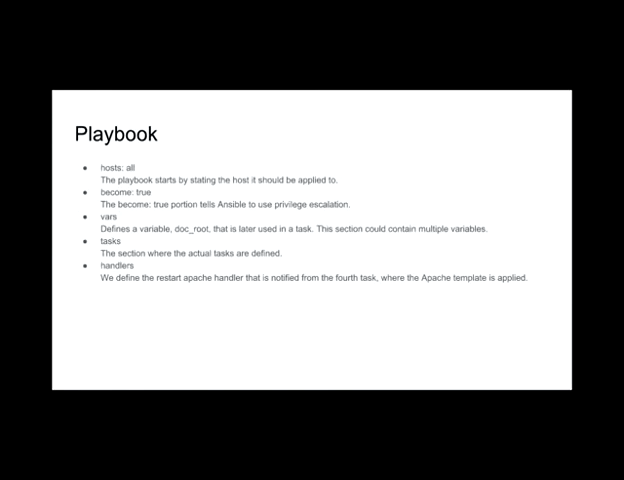 Playbook
● hosts: all
The playbook starts by stating the host it should be applied to.
● become: true
The become: true portion tells Ansible to use privilege escalation.
● vars
Defines a variable, doc_root, that is later used in a task. This section could contain multiple variables.
● tasks
The section where the actual tasks are defined.
● handlers
We define the restart apache handler that is notified from the fourth task, where the Apache template is applied.